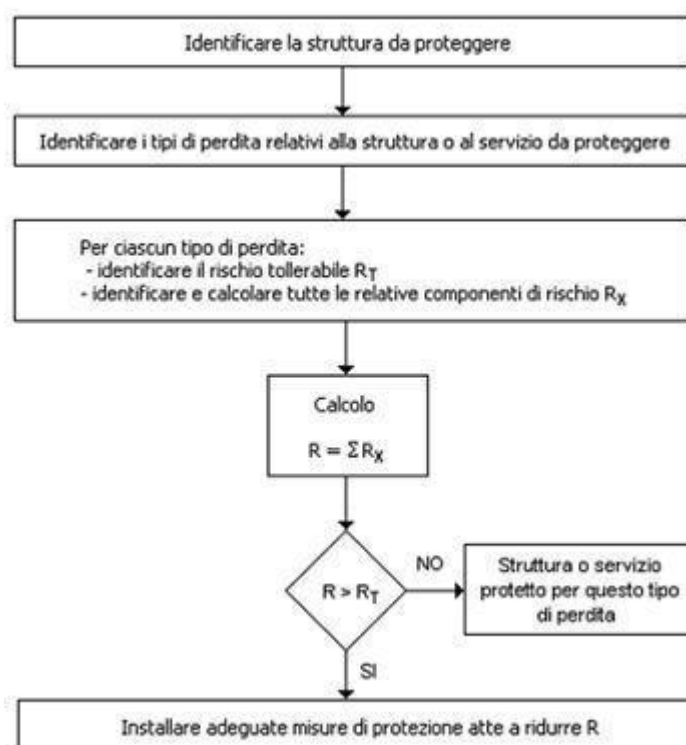 Identificare la struttura da proteggere
Identificare i tipi di perdita relativi alla struttura o al servizio da proteggere
Per ciascun tipo di perdita:
- identificare il rischio tollerabile RT
- identificare e calcolare tutte le relative componenti di rischio RX
Calcolo
R = ΣRX
R > RT
NO
Struttura o servizio
protetto per questo tipo
di perdita
SI
Installare adeguate misure di protezione atte a ridurre R